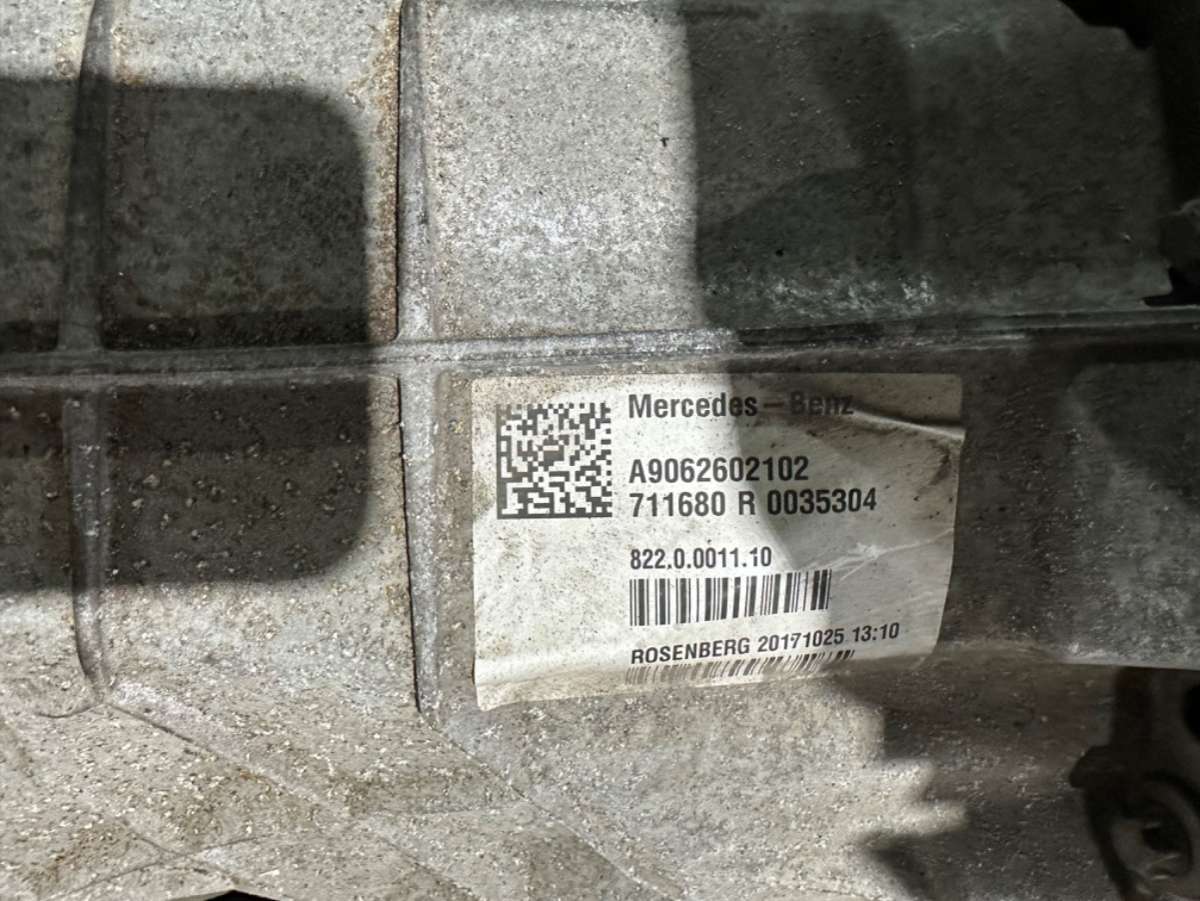 Mercedes-Benz
A9062602102
711680 R 0035304
822.0.0011.10
ROSENBERG 20171025 13:10